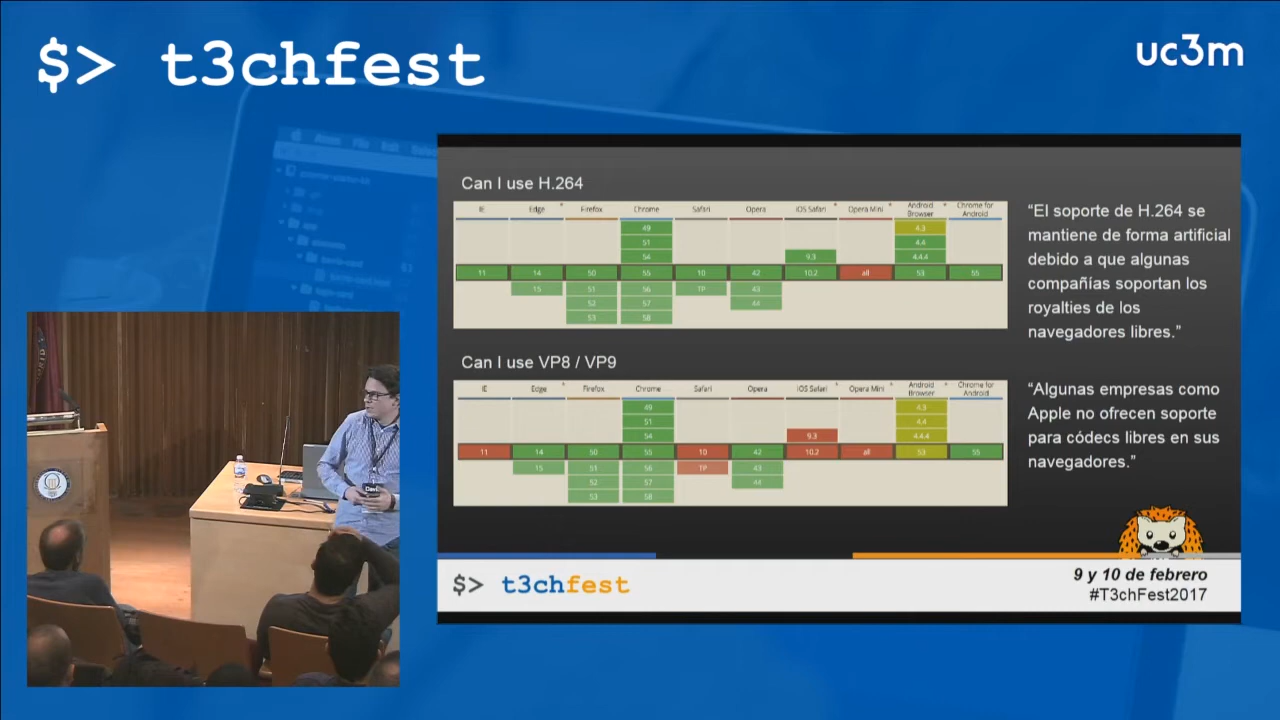 $> t3chfest
uc3m
Can I use H.264
IE Edge Firefox Chrome Safari Opera iOS Safari Opera Mini Android Browser Chrome for Android
49 4.3
51 4.4
54 9.3 4.4.4
11 14 50 55 10 42 10.2 all 53 55
15 51 56 TP 43
52 57 44
53 58
"El soporte de H.264 se
mantiene de forma artificial
debido a que algunas
compañías soportan los
royalties de los
navegadores libres."
Can I use VP8 / VP9
IE Edge Firefox Chrome Safari Opera iOS Safari Opera Mini Android Browser Chrome for Android
49 4.3
51 4.4
54 9.3 4.4.4
11 14 50 55 10 42 10.2 all 53 55
15 51 56 TP 43
52 57 44
53 58
"Algunas empresas como
Apple no ofrecen soporte
para códecs libres en sus
navegadores."
$> t3chfest
9 y 10 de febrero
#T3chFest2017